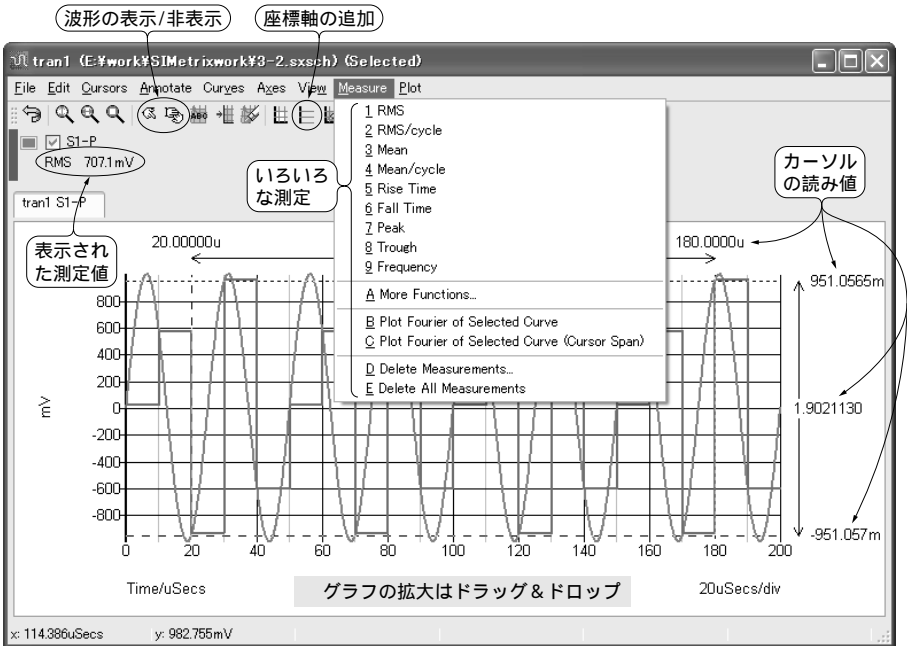 波形の表示/非表示
座標軸の追加
tran1 (E:¥work¥SIMetrixwork¥3-2.sxsch) (Selected)
File Edit Cursors Annotate Curves Axes View Measure Plot
S1-P
RMS 707.1mV
1 RMS
2 RMS/cycle
3 Mean
4 Mean/cycle
5 Rise Time
6 Fall Time
7 Peak
8 Trough
9 Frequency
A More Functions...
B Plot Fourier of Selected Curve
C Plot Fourier of Selected Curve (Cursor Span)
D Delete Measurements...
E Delete All Measurements
いろいろ
な測定
カーソル
の読み値
tran1 S1-P
表示され
た測定値
20.00000u
180.0000u
951.0565m
1.9021130
-951.057m
mV
800
600
400
200
0
-200
-400
-600
-800
0 20 40 60 80 100 120 140 160 180 200
Time/uSecs
グラフの拡大はドラッグ＆ドロップ
20uSecs/div
x: 114.386uSecs y: 982.755mV